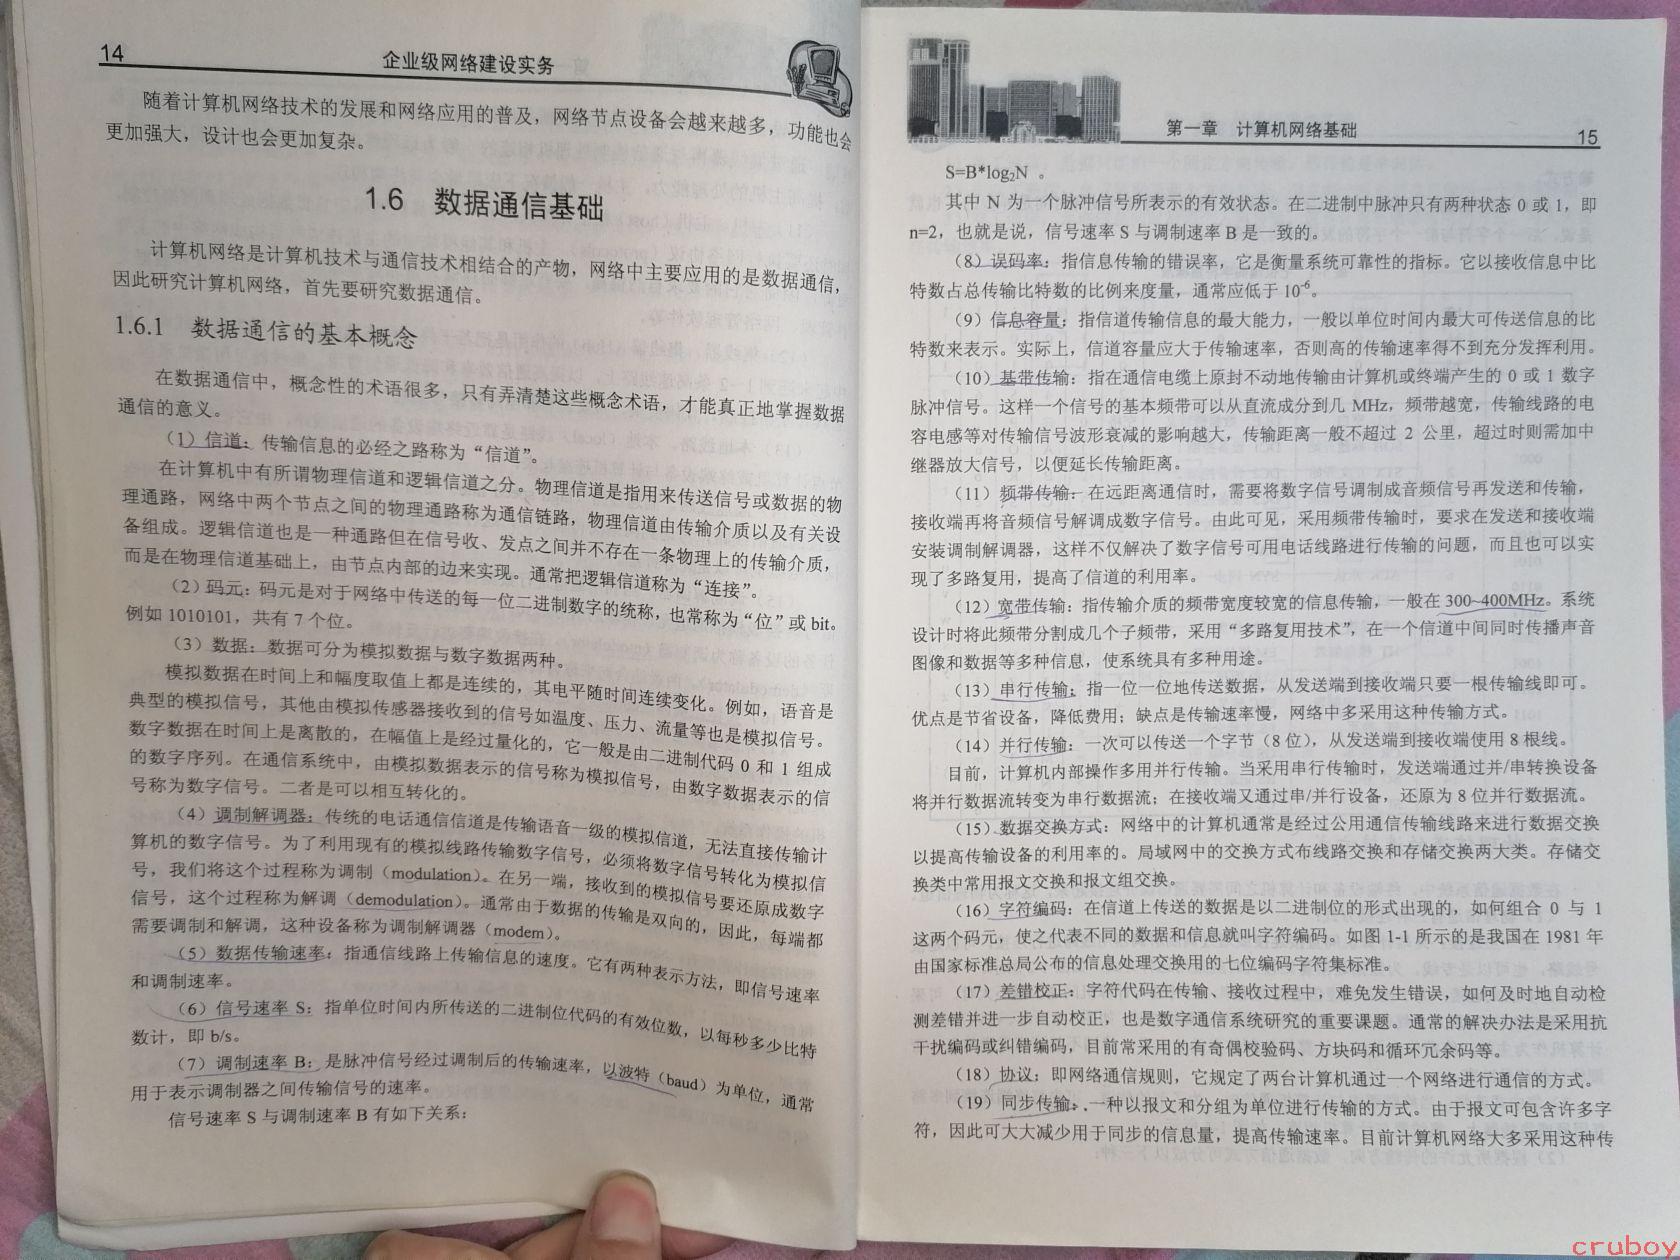 14
企业级网络建设实务
随着计算机网络技术的发展和网络应用的普及，网络节点设备会越来越多，功能也会
更加强大，设计也会更加复杂。
1.6 数据通信基础
计算机网络是计算机技术与通信技术相结合的产物，网络中主要应用的是数据通信，
因此研究计算机网络，首先要研究数据通信。
1.6.1 数据通信的基本概念
在数据通信中，概念性的术语很多，只有弄清楚这些概念术语，才能真正地掌握数据
通信的意义。
（1）信道：传输信息的必经之路称为“信道”。
在计算机中有所谓物理信道和逻辑信道之分。物理信道是指用来传送信号或数据的物
理通路，网络中两个节点之间的物理通路称为通信链路，物理信道由传输介质以及有关设
备组成。逻辑信道也是一种通路但在信号收、发点之间并不存在一条物理上的传输介质，
而是在物理信道基础上，由节点内部的边来实现。通常把逻辑信道称为“连接”。
（2）码元：码元是对于网络中传送的每一位二进制数字的统称，也常称为“位”或 bit。
例如 1010101，共有 7 个位。
（3）数据：数据可分为模拟数据与数字数据两种。
模拟数据在时间上和幅度取值上都是连续的，其电平随时间连续变化。例如，语音是
典型的模拟信号，其他由模拟传感器接收到的信号如温度、压力、流量等也是模拟信号。
数字数据在时间上是离散的，在幅值上是经过量化的，它一般是由二进制代码 0 和 1 组成
的数字序列。在通信系统中，由模拟数据表示的信号称为模拟信号，由数字数据表示的信
号称为数字信号。二者是可以相互转化的。
（4）调制解调器：传统的电话通信信道是传输语音一级的模拟信道，无法直接传输计
算机的数字信号。为了利用现有的模拟线路传输数字信号，必须将数字信号转化为模拟信
号，我们将这个过程称为调制（modulation）。在另一端，接收到的模拟信号要还原成数字
信号，这个过程称为解调（demodulation）。通常由于数据的传输是双向的，因此，每端都
需要调制和解调，这种设备称为调制解调器（modem）。
（5）数据传输速率：指通信线路上传输信息的速度。它有两种表示方法，即信号速率
和调制速率。
（6）信号速率 S：指单位时间内所传送的二进制位代码的有效位数，以每秒多少比特
数计，即 b/s。
（7）调制速率 B：是脉冲信号经过调制后的传输速率，以波特（baud）为单位，通常
用于表示调制器之间传输信号的速率。
信号速率 S 与调制速率 B 有如下关系：
第一章 计算机网络基础
15
S=B*log₂N 。
其中 N 为一个脉冲信号所表示的有效状态。在二进制中脉冲只有两种状态 0 或 1，即
n=2，也就是说，信号速率 S 与调制速率 B 是一致的。
（8）误码率：指信息传输的错误率，它是衡量系统可靠性的指标。它以接收信息中比
特数占总传输比特数的比例来度量，通常应低于 10⁻⁶。
（9）信息容量：指信道传输信息的最大能力，一般以单位时间内最大可传送信息的比
特数来表示。实际上，信道容量应大于传输速率，否则高的传输速率得不到充分发挥利用。
（10）基带传输：指在通信电缆上原封不动地传输由计算机或终端产生的 0 或 1 数字
脉冲信号。这样一个信号的基本频带可以从直流成分到几 MHz，频带越宽，传输线路的电
容电感等对传输信号波形衰减的影响越大，传输距离一般不超过 2 公里，超过时则需加中
继器放大信号，以便延长传输距离。
（11）频带传输：在远距离通信时，需要将数字信号调制成音频信号再发送和传输，
接收端再将音频信号解调成数字信号。由此可见，采用频带传输时，要求在发送和接收端
安装调制解调器，这样不仅解决了数字信号可用电话线路进行传输的问题，而且也可以实
现了多路复用，提高了信道的利用率。
（12）宽带传输：指传输介质的频带宽度较宽的信息传输，一般在 300~400MHz。系统
设计时将此频带分割成几个子频带，采用“多路复用技术”，在一个信道中间同时传播声音
图像和数据等多种信息，使系统具有多种用途。
（13）串行传输：指一位一位地传送数据，从发送端到接收端只要一根传输线即可。
优点是节省设备，降低费用；缺点是传输速率慢，网络中多采用这种传输方式。
（14）并行传输：一次可以传送一个字节（8 位），从发送端到接收端使用 8 根线。
目前，计算机内部操作多用并行传输。当采用串行传输时，发送端通过并/串转换设备
将并行数据流转变为串行数据流；在接收端又通过串/并行设备，还原为 8 位并行数据流。
（15）数据交换方式：网络中的计算机通常是经过公用通信传输线路来进行数据交换
以提高传输设备的利用率的。局域网中的交换方式布线路交换和存储交换两大类。存储交
换类中常用报文交换和报文组交换。
（16）字符编码：在信道上传送的数据是以二进制位的形式出现的，如何组合 0 与 1
这两个码元，使之代表不同的数据和信息就叫字符编码。如图 1-1 所示的是我国在 1981 年
由国家标准总局公布的信息处理交换用的七位编码字符集标准。
（17）差错校正：字符代码在传输、接收过程中，难免发生错误，如何及时地自动检
测差错并进一步自动校正，也是数字通信系统研究的重要课题。通常的解决办法是采用抗
干扰编码或纠错编码，目前常采用的有奇偶校验码、方块码和循环冗余码等。
（18）协议：即网络通信规则，它规定了两台计算机通过一个网络进行通信的方式。
（19）同步传输：一种以报文和分组为单位进行传输的方式。由于报文可包含许多字
符，因此可大大减少用于同步的信息量，提高传输速率。目前计算机网络大多采用这种传
cruboy